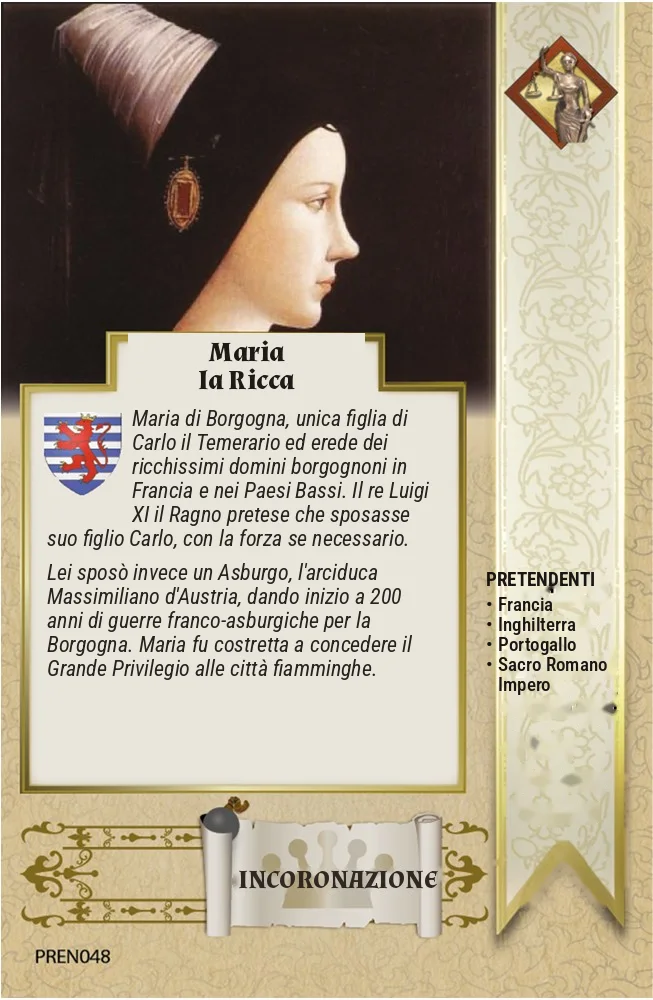 Maria
la Ricca
Maria di Borgogna, unica figlia di
Carlo il Temerario ed erede dei
ricchissimi domini borgognoni in
Francia e nei Paesi Bassi. Il re Luigi
XI il Ragno pretese che sposasse
suo figlio Carlo, con la forza se necessario.
Lei sposò invece un Asburgo, l'arciduca
Massimiliano d'Austria, dando inizio a 200
anni di guerre franco-asburgiche per la
Borgogna. Maria fu costretta a concedere il
Grande Privilegio alle città fiamminghe.
PRETENDENTI
• Francia
• Inghilterra
• Portogallo
• Sacro Romano
Impero
INCORONAZIONE
PREN048